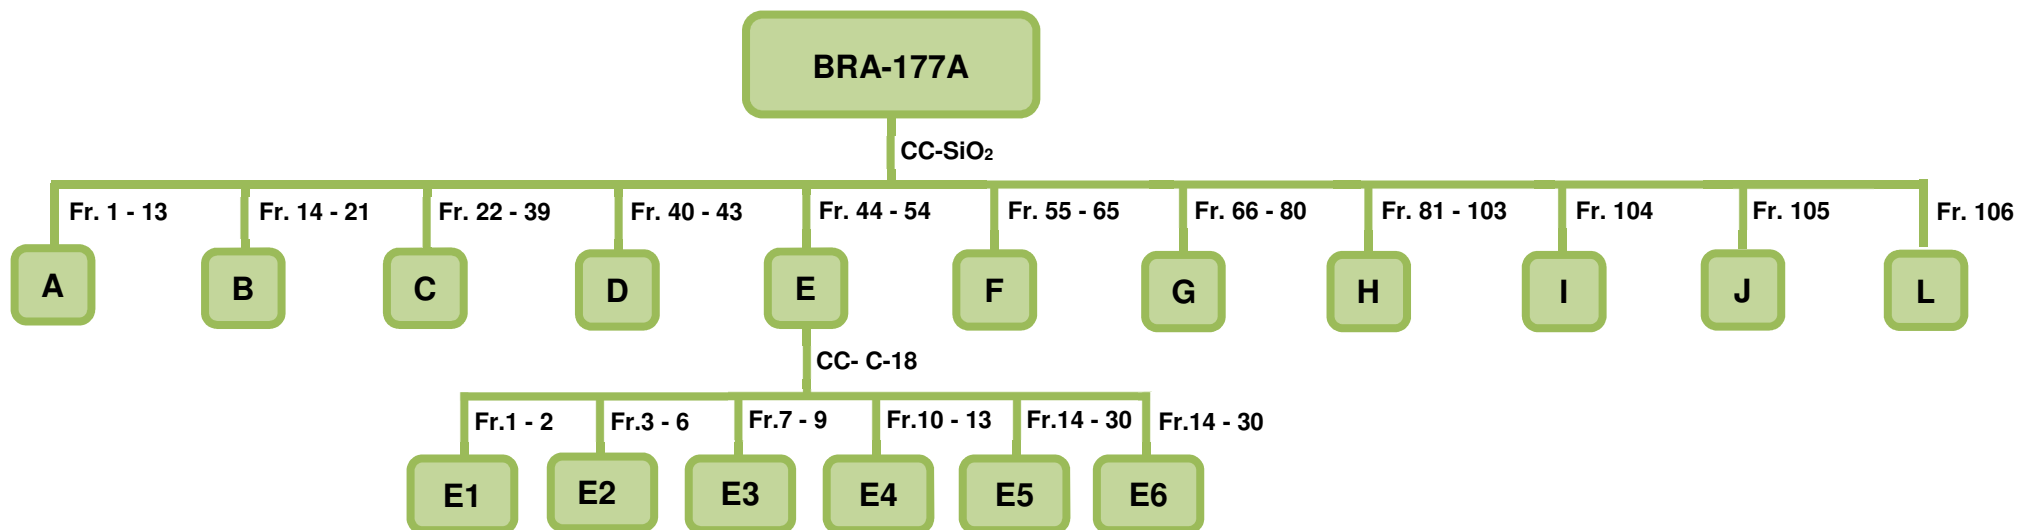 BRA-177A
CC-SiO₂
Fr. 1 - 13
Fr. 14 - 21
Fr. 22 - 39
Fr. 40 - 43
Fr. 44 - 54
Fr. 55 - 65
Fr. 66 - 80
Fr. 81 - 103
Fr. 104
Fr. 105
Fr. 106
A
B
C
D
E
F
G
H
I
J
L
CC- C-18
Fr.1 - 2
Fr.3 - 6
Fr.7 - 9
Fr.10 - 13
Fr.14 - 30
Fr.14 - 30
E1
E2
E3
E4
E5
E6